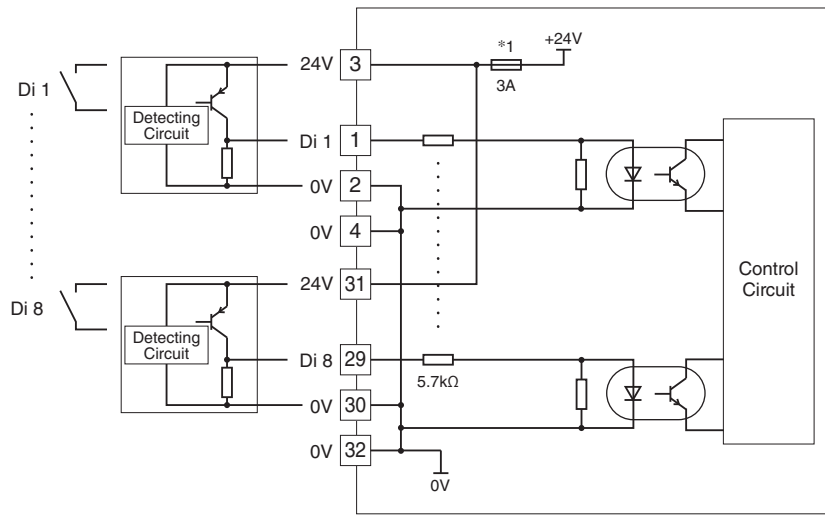 *1
+24V
24V 3
3A
Di 1
Detecting
Circuit
Di 1 1
0V 2
0V 4
24V 31
Control
Circuit
Di 8
Detecting
Circuit
Di 8 29
5.7kΩ
0V 30
0V 32
0V